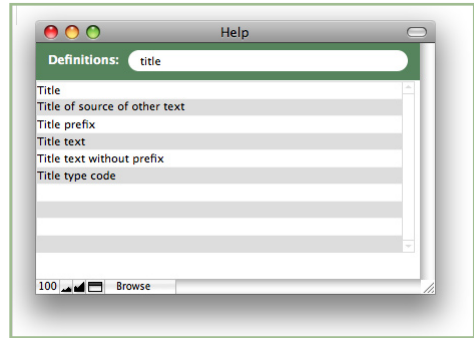 Help
Definitions: title
Title
Title of source of other text
Title prefix
Title text
Title text without prefix
Title type code
100 Browse